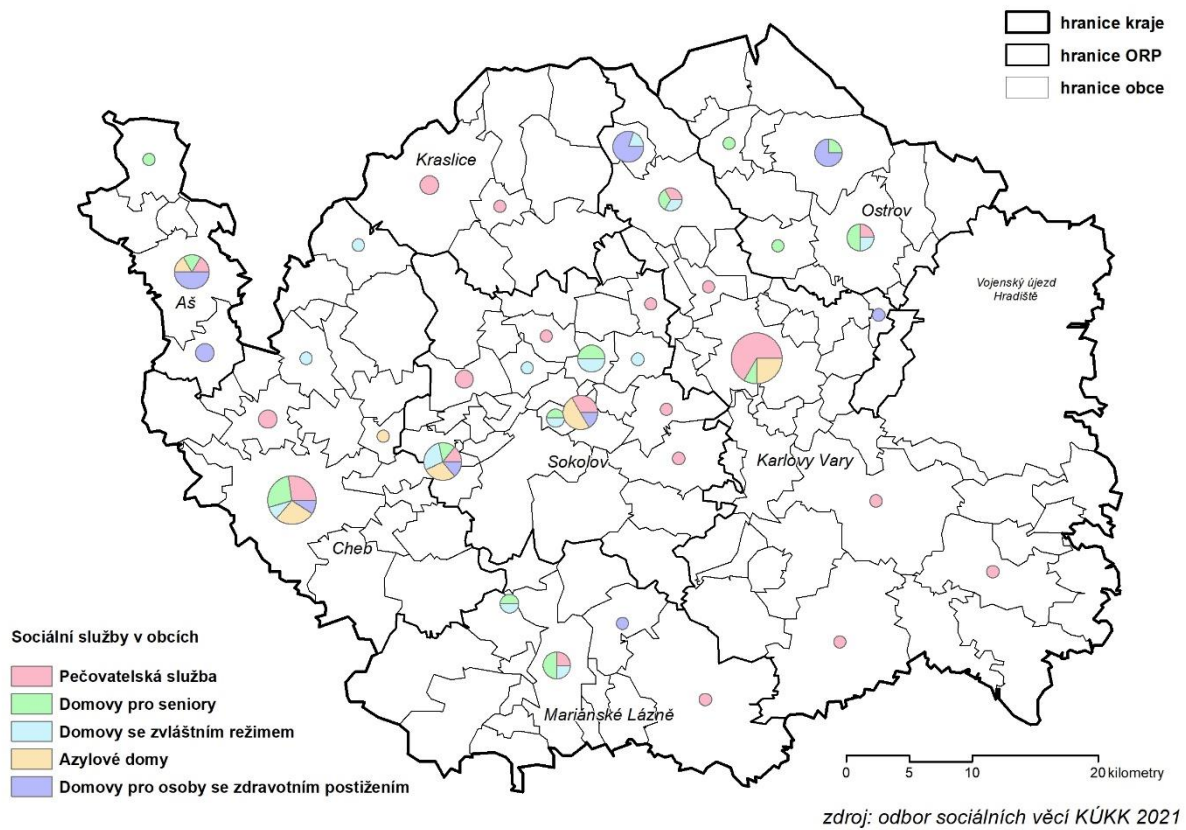 hranice kraje
hranice ORP
hranice obce
Kraslice
Ostrov
Aš
Vojenský újezd
Hradiště
Sokolov
Karlovy Vary
Cheb
Mariánské Lázně
Sociální služby v obcích
Pečovatelská služba
Domovy pro seniory
Domovy se zvláštním režimem
Azylové domy
Domovy pro osoby se zdravotním postižením
0 5 10 20 kilometry
zdroj: odbor sociálních věcí KÚKK 2021